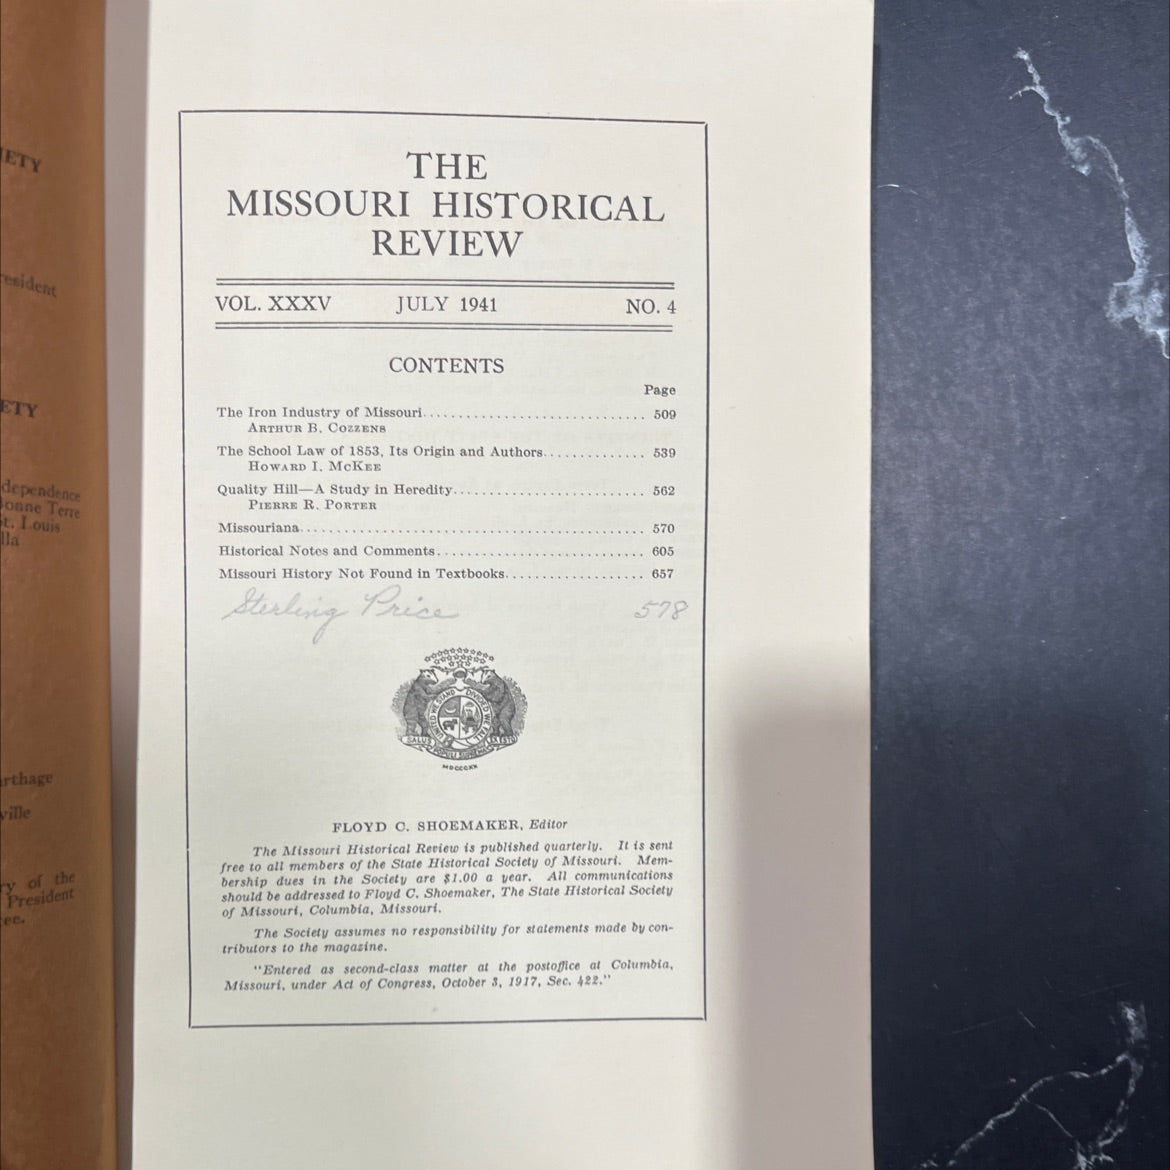 IETY
resident
ETY
dependence
Bonne Terre
St. Louis
lla
arthage
ville
ry of the
President
ee.
THE
MISSOURI HISTORICAL
REVIEW
VOL. XXXV JULY 1941 NO. 4
CONTENTS
Page
The Iron Industry of Missouri............................. 509
ARTHUR B. COZZENS
The School Law of 1853, Its Origin and Authors.............. 539
HOWARD I. MCKEE
Quality Hill—A Study in Heredity......................... 562
PIERRE R. PORTER
Missouriana............................................. 570
Historical Notes and Comments........................... 605
Missouri History Not Found in Textbooks................... 657
Sterling Price 578
UNITED WE STAND DIVIDED WE FALL
SALUS POPULI SUPREMA LEX ESTO
MDCCCXX
FLOYD C. SHOEMAKER, Editor
The Missouri Historical Review is published quarterly. It is sent
free to all members of the State Historical Society of Missouri. Mem-
bership dues in the Society are $1.00 a year. All communications
should be addressed to Floyd C. Shoemaker, The State Historical Society
of Missouri, Columbia, Missouri.
The Society assumes no responsibility for statements made by con-
tributors to the magazine.
"Entered as second-class matter at the postoffice at Columbia,
Missouri, under Act of Congress, October 3, 1917, Sec. 422."